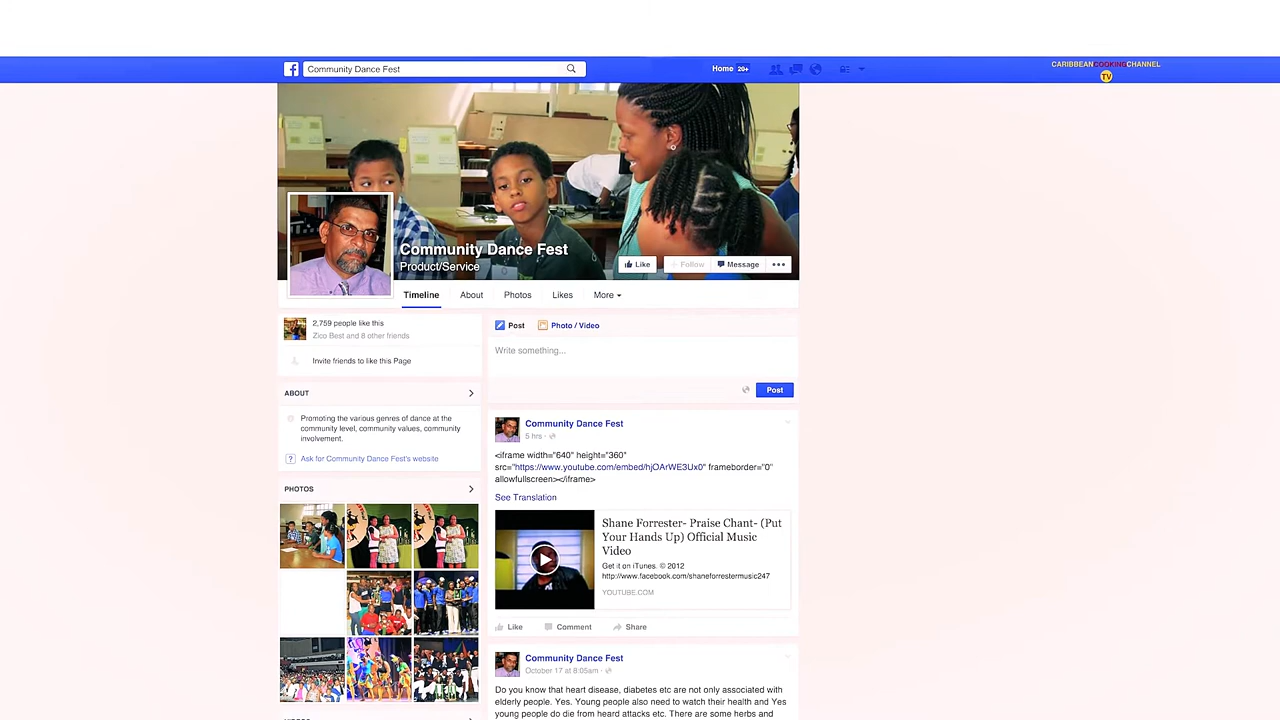 Community Dance Fest
Home 20+
CARIBBEANCOOKINGCHANNEL
TV
Community Dance Fest
Product/Service
Like
Follow
Message
Timeline
About
Photos
Likes
More
2,759 people like this
Zico Best and 8 other friends
Invite friends to like this Page
ABOUT
Promoting the various genres of dance at the
community level, community values, community
involvement.
? Ask for Community Dance Fest's website
PHOTOS
Post
Photo / Video
Write something...
Post
Community Dance Fest
5 hrs ·
<iframe width="640" height="360"
src="https://www.youtube.com/embed/hjOArWE3Ux0" frameborder="0"
allowfullscreen></iframe>
See Translation
Shane Forrester- Praise Chant- (Put
Your Hands Up) Official Music
Video
Get it on iTunes. © 2012
http://www.facebook.com/shaneforrestermusic247
YOUTUBE.COM
Like
Comment
Share
Community Dance Fest
October 17 at 8:05am ·
Do you know that heart disease, diabetes etc are not only associated with
elderly people. Yes. Young people also need to watch their health and Yes
young people do die from heard attacks etc. There are some herbs and